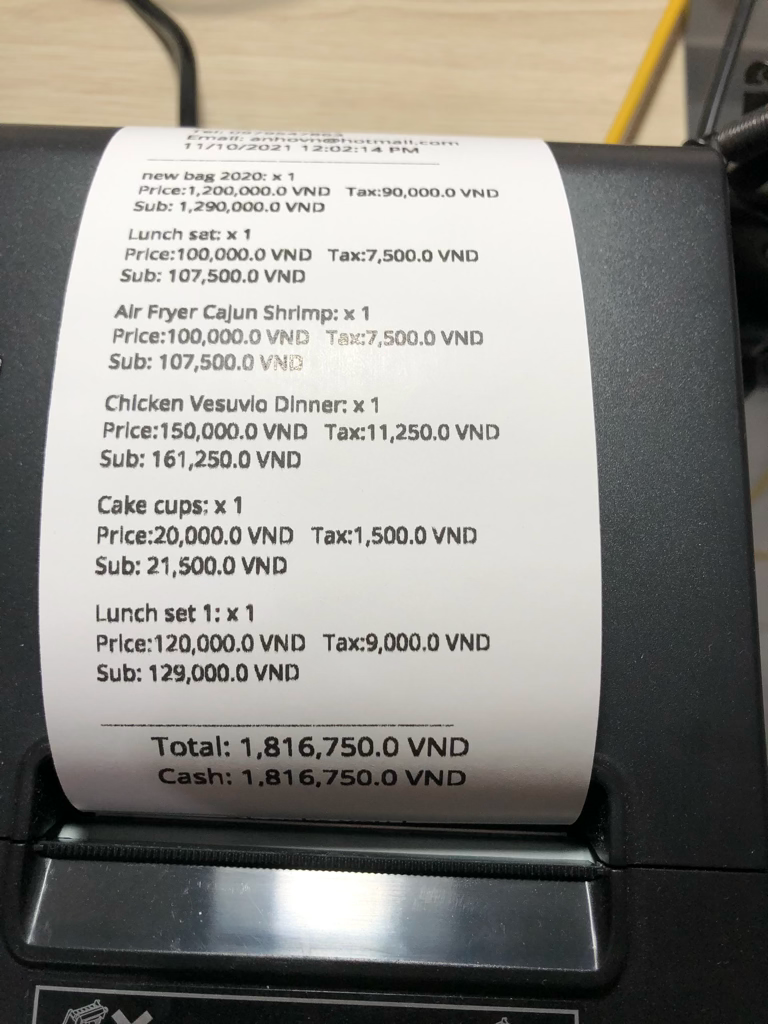 Email: anhovn@hotmail.com
11/10/2021 12:02:14 PM
new bag 2020: x 1
Price:1,200,000.0 VND Tax:90,000.0 VND
Sub: 1,290,000.0 VND
Lunch set: x 1
Price:100,000.0 VND Tax:7,500.0 VND
Sub: 107,500.0 VND
Air Fryer Cajun Shrimp: x 1
Price:100,000.0 VND Tax:7,500.0 VND
Sub: 107,500.0 VND
Chicken Vesuvio Dinner: x 1
Price:150,000.0 VND Tax:11,250.0 VND
Sub: 161,250.0 VND
Cake cups: x 1
Price:20,000.0 VND Tax:1,500.0 VND
Sub: 21,500.0 VND
Lunch set 1: x 1
Price:120,000.0 VND Tax:9,000.0 VND
Sub: 129,000.0 VND
Total: 1,816,750.0 VND
Cash: 1,816,750.0 VND